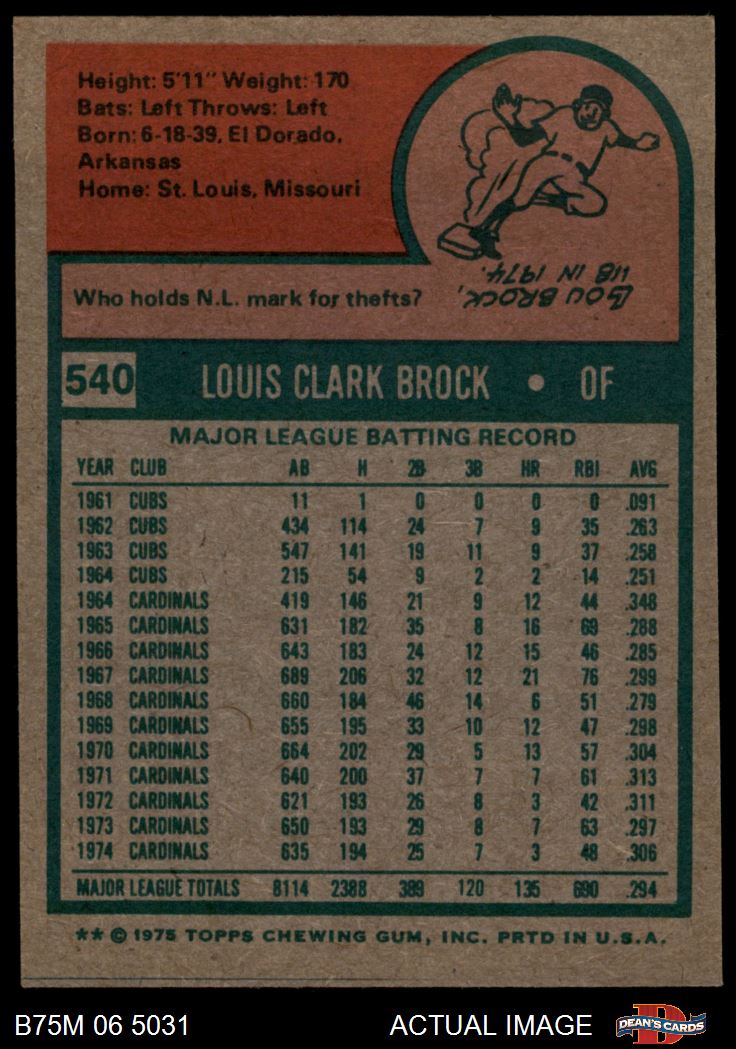 Height: 5'11" Weight: 170
Bats: Left Throws: Left
Born: 6-18-39, El Dorado,
Arkansas
Home: St. Louis, Missouri
Who holds N.L. mark for thefts?
LOU BROCK,
118 IN 1974.
540 LOUIS CLARK BROCK • OF
MAJOR LEAGUE BATTING RECORD
YEAR CLUB AB H 2B 3B HR RBI AVG
1961 CUBS 11 1 0 0 0 0 .091
1962 CUBS 434 114 24 7 9 35 .263
1963 CUBS 547 141 19 11 9 37 .258
1964 CUBS 215 54 9 2 2 14 .251
1964 CARDINALS 419 146 21 9 12 44 .348
1965 CARDINALS 631 182 35 8 16 69 .288
1966 CARDINALS 643 183 24 12 15 46 .285
1967 CARDINALS 689 206 32 12 21 76 .299
1968 CARDINALS 660 184 46 14 6 51 .279
1969 CARDINALS 655 195 33 10 12 47 .298
1970 CARDINALS 664 202 29 5 13 57 .304
1971 CARDINALS 640 200 37 7 7 61 .313
1972 CARDINALS 621 193 26 8 3 42 .311
1973 CARDINALS 650 193 29 8 7 63 .297
1974 CARDINALS 635 194 25 7 3 48 .306
MAJOR LEAGUE TOTALS 8114 2388 389 120 135 690 .294
** © 1975 TOPPS CHEWING GUM, INC. PRTD IN U.S.A.
B75M 06 5031 ACTUAL IMAGE DEAN'S CARDS